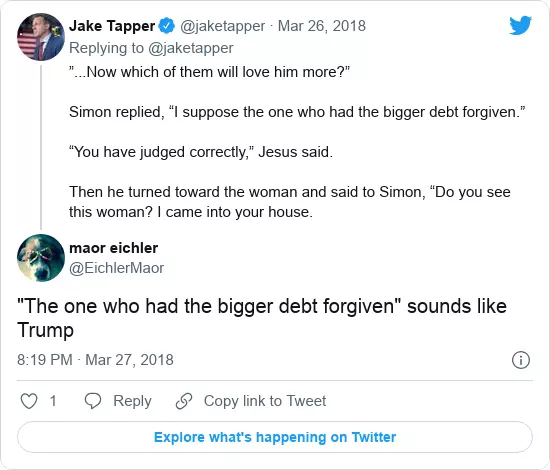 Jake Tapper @jaketapper · Mar 26, 2018
Replying to @jaketapper
”...Now which of them will love him more?”
Simon replied, “I suppose the one who had the bigger debt forgiven.”
“You have judged correctly,” Jesus said.
Then he turned toward the woman and said to Simon, “Do you see
this woman? I came into your house.
maor eichler
@EichlerMaor
"The one who had the bigger debt forgiven" sounds like
Trump
8:19 PM · Mar 27, 2018
1 Reply Copy link to Tweet
Explore what's happening on Twitter